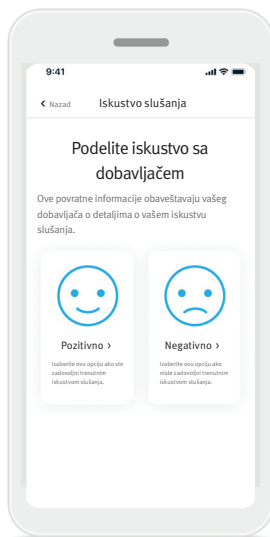 9:41
Nazad Iskustvo slušanja
Podelite iskustvo sa
dobavljačem
Ove povratne informacije obaveštavaju vašeg
dobavljača o detaljima o vašem iskustvu
slušanja.
Pozitivno ›
Izaberite ovu opciju ako ste
zadovoljni trenutnim
iskustvom slušanja.
Negativno ›
Izaberite ovu opciju ako
niste zadovoljni trenutnim
iskustvom slušanja.